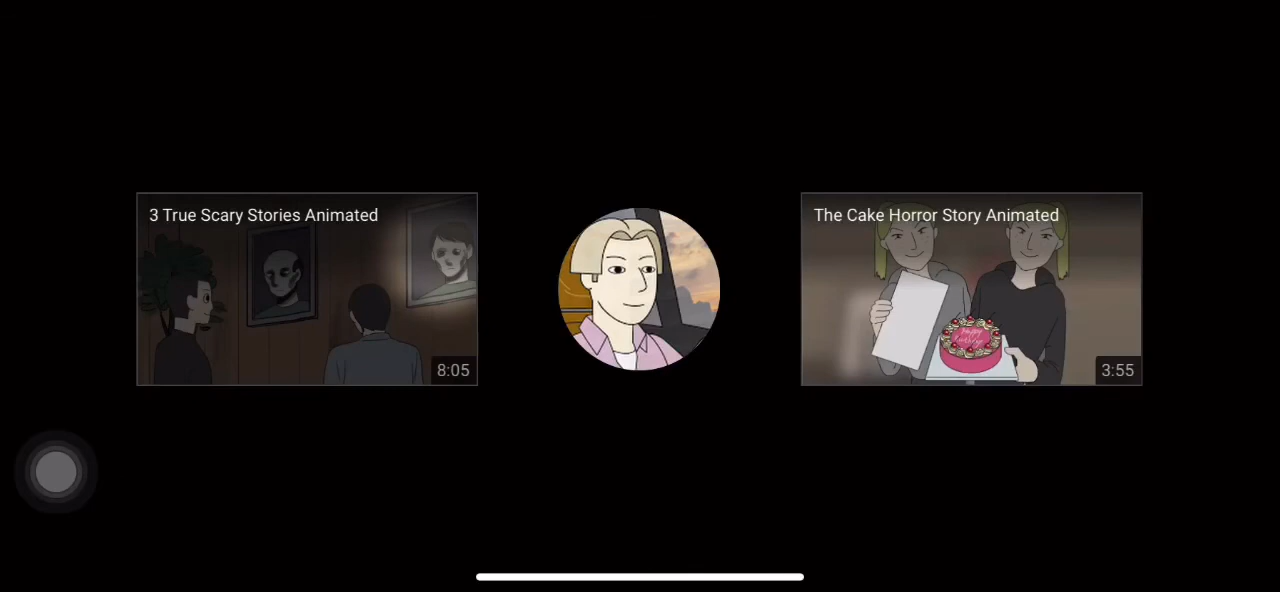 3 True Scary Stories Animated
8:05
The Cake Horror Story Animated
3:55